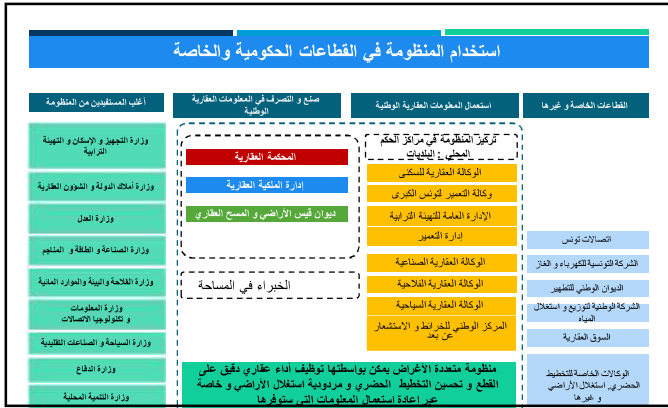 استخدام المنظومة في القطاعات الحكومية والخاصة
القطاعات الخاصة و غيرها
اتصالات تونس
الشركة التونسية للكهرباء و الغاز
الديوان الوطني للتطهير
الشركة الوطنية لتوزيع و استغلال
المياه
السوق العقارية
الوكالات الخاصة للتخطيط
الحضري, استغلال الأراضي
و غيرها
استعمال المعلومات العقارية الوطنية
تركيز المنظومة في مراكز الحكم
المحلي : البلديات
الوكالة العقارية للسكنى
وكالة التعمير لتونس الكبرى
الإدارة العامة للتهيئة الترابية
إدارة التعمير
الوكالة العقارية الصناعية
الوكالة العقارية الفلاحية
الوكالة العقارية السياحية
المركز الوطني للخرائط و الاستشعار
عن بعد
صنع و التصرف في المعلومات العقارية
الوطنية
المحكمة العقارية
إدارة الملكية العقارية
ديوان قيس الأراضي و المسح العقاري
الخبراء في المساحة
منظومة متعددة الأغراض يمكن بواسطتها توظيف أداء عقاري دقيق على
القطع و تحسين التخطيط الحضري و مردودية استغلال الأراضي و خاصة
عبر إعادة استعمال المعلومات التي ستوفرها
أغلب المستفيدين من المنظومة
وزارة التجهيز و الإسكان و التهيئة
الترابية
وزارة أملاك الدولة و الشؤون العقارية
وزارة العدل
وزارة الصناعة و الطاقة و المناجم
وزارة الفلاحة والبيئة والموارد المائية
وزارة المعلومات
و تكنولوجيا الاتصالات
وزارة السياحة و الصناعات التقليدية
وزارة الدفاع
وزارة التنمية المحلية